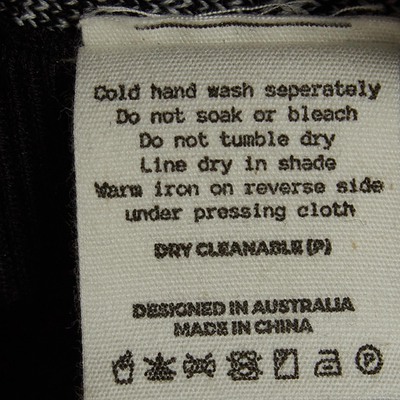 Cold hand wash seperately
Do not soak or bleach
Do not tumble dry
Line dry in shade
Warm iron on reverse side
under pressing cloth
DRY CLEANABLE (P)
DESIGNED IN AUSTRALIA
MADE IN CHINA
P